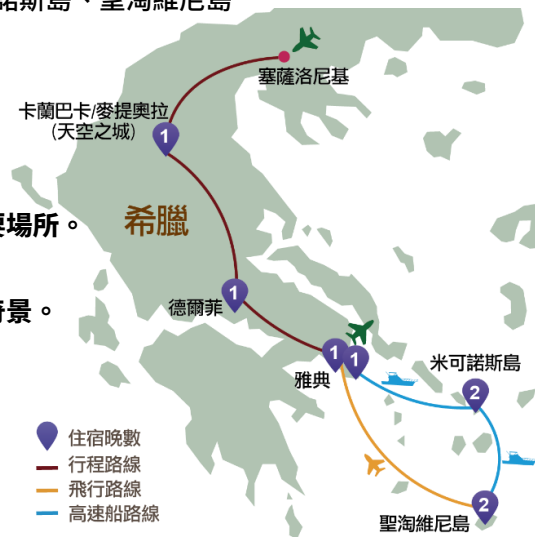 諾斯島、聖淘維尼島
塞薩洛尼基
卡蘭巴卡/麥提奧拉
(天空之城)
1
希臘
要場所。
1
德爾菲
奇景。
1
1
雅典
米可諾斯島
2
住宿晚數
行程路線
飛行路線
高速船路線
2
聖淘維尼島